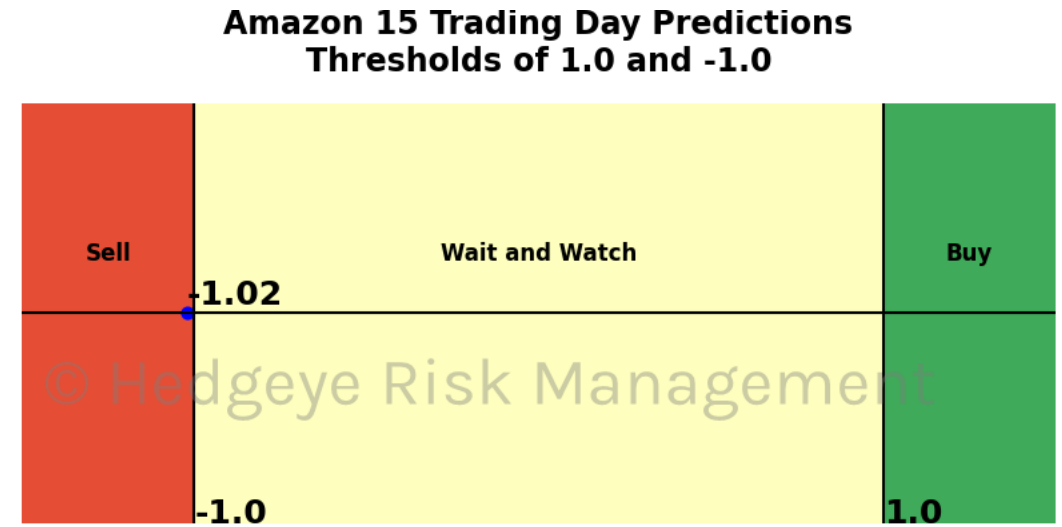 Amazon 15 Trading Day Predictions
Thresholds of 1.0 and -1.0
Sell
Wait and Watch
Buy
-1.02
© Hedgeye Risk Management
-1.0
1.0